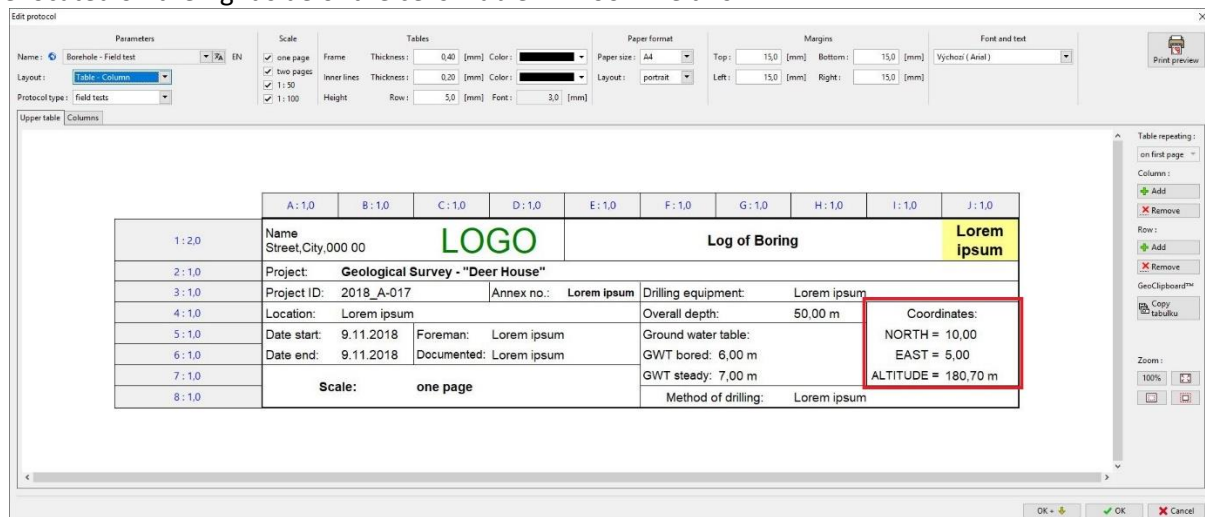 Edit protocol
Parameters Scale Tables Paper format Margins Font and text
Name : Borehole - Field test EN one page Frame Thickness : 0,40 [mm] Color : Paper size : A4 Top : 15,0 [mm] Bottom : 15,0 [mm] Výchozí ( Arial ) Print preview
Layout : Table - Column two pages Inner lines Thickness : 0,20 [mm] Color : Layout : portrait Left : 15,0 [mm] Right : 15,0 [mm]
1 : 50
Protocol type : field tests 1 : 100 Height Row : 5,0 [mm] Font : 3,0 [mm]
Upper table Columns
Table repeating :
on first page
Column :
Add
Remove
Row :
Add
Remove
GeoClipboard™
Copy
tabulku
Zoom :
100%
A : 1,0 B : 1,0 C : 1,0 D : 1,0 E : 1,0 F : 1,0 G : 1,0 H : 1,0 I : 1,0 J : 1,0
1 : 2,0 Name
Street,City,000 00 LOGO Log of Boring Lorem
ipsum
2 : 1,0 Project: Geological Survey - "Deer House"
3 : 1,0 Project ID: 2018_A-017 Annex no.: Lorem ipsum Drilling equipment: Lorem ipsum
4 : 1,0 Location: Lorem ipsum Overall depth: 50,00 m Coordinates:
5 : 1,0 Date start: 9.11.2018 Foreman: Lorem ipsum Ground water table: NORTH = 10,00
6 : 1,0 Date end: 9.11.2018 Documented: Lorem ipsum GWT bored: 6,00 m EAST = 5,00
7 : 1,0 GWT steady: 7,00 m ALTITUDE = 180,70 m
Scale: one page
8 : 1,0 Method of drilling: Lorem ipsum
OK + OK Cancel